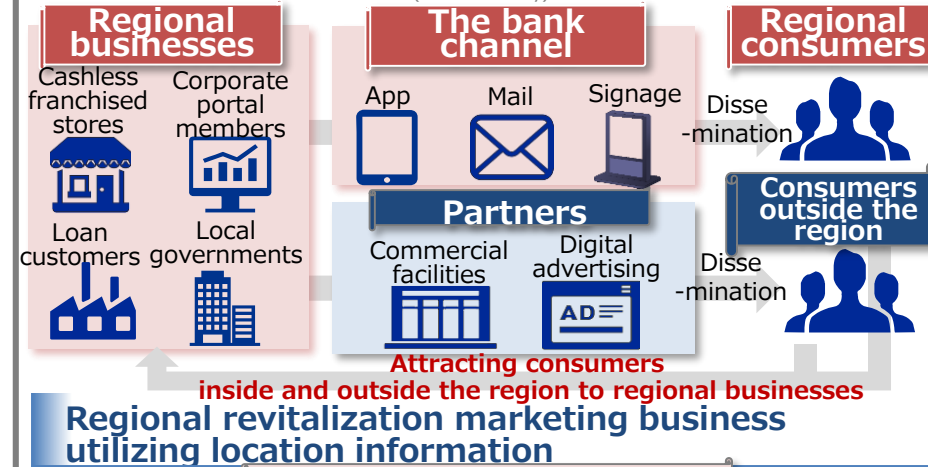 Regional
businesses
The bank
channel
Regional
consumers
Cashless
franchised
stores
Corporate
portal
members
App
Mail
Signage
Disse
-mination
Loan
customers
Local
governments
Partners
Commercial
facilities
Digital
advertising
AD
Consumers
outside the
region
Disse
-mination
Attracting consumers
inside and outside the region to regional businesses
Regional revitalization marketing business
utilizing location information